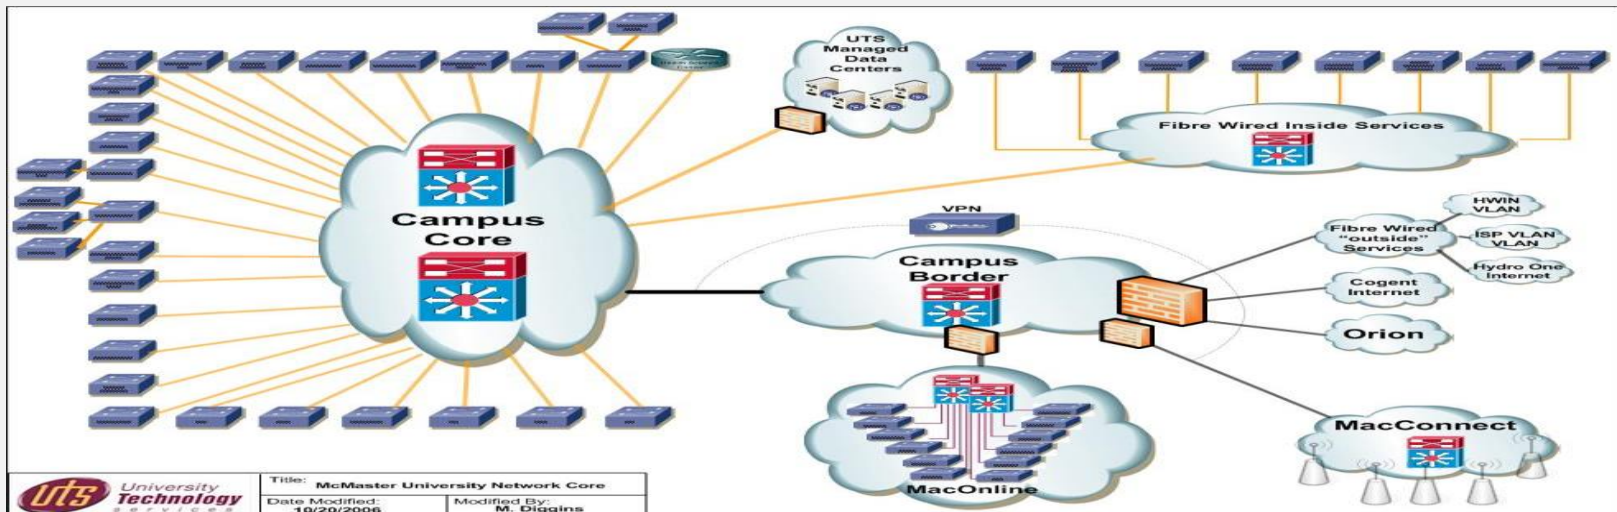 UTS
Managed
Data
Centers
Fibre Wired Inside Services
Campus
Core
VPN
Campus
Border
Fibre Wired
"outside"
Services
HWIN
VLAN
ISP VLAN
VLAN
Hydro One
Internet
Cogent
Internet
Orion
MacConnect
MacOnline
uts
University
Technology
services
Title: McMaster University Network Core
Date Modified:
10/20/2006
Modified By:
M. Diggins